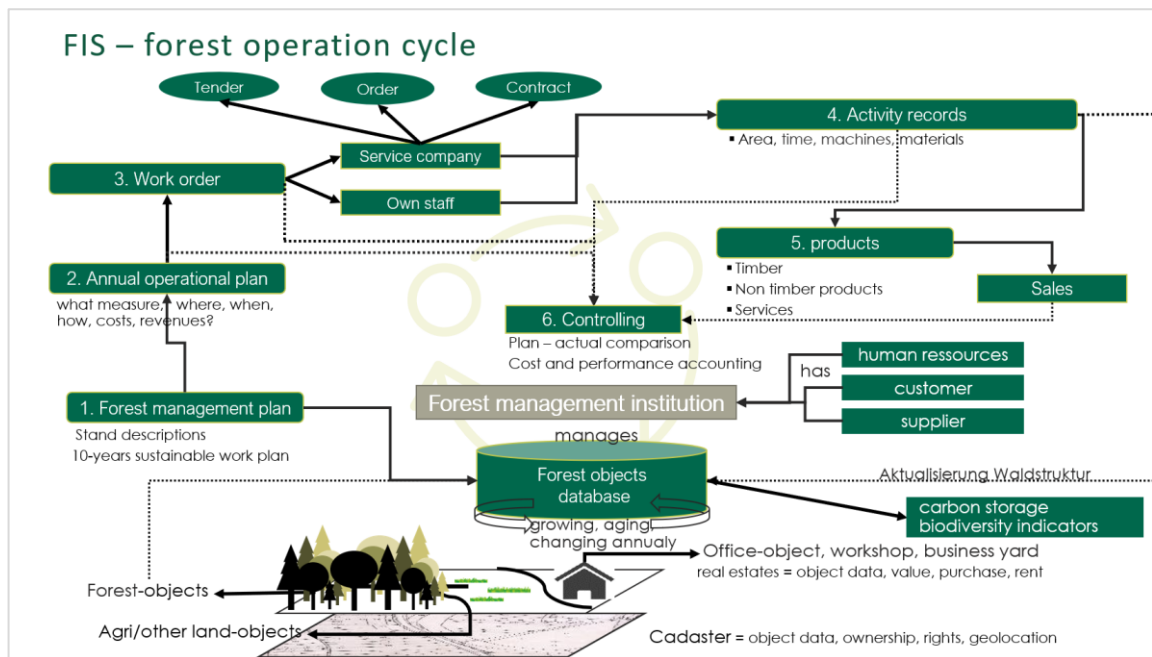 FIS – forest operation cycle
Tender
Order
Contract
4. Activity records
▪ Area, time, machines, materials
Service company
3. Work order
Own staff
5. products
▪ Timber
▪ Non timber products
▪ Services
2. Annual operational plan
what measure, where, when,
how, costs, revenues?
Sales
6. Controlling
Plan – actual comparison
Cost and performance accounting
human ressources
has
customer
supplier
Forest management institution
1. Forest management plan
Stand descriptions
10-years sustainable work plan
manages
Forest objects
database
Aktualisierung Waldstruktur
carbon storage
biodiversity indicators
growing, aging,
changing annualy
Office-object, workshop, business yard
real estates = object data, value, purchase, rent
Forest-objects
Agri/other land-objects
Cadaster = object data, ownership, rights, geolocation